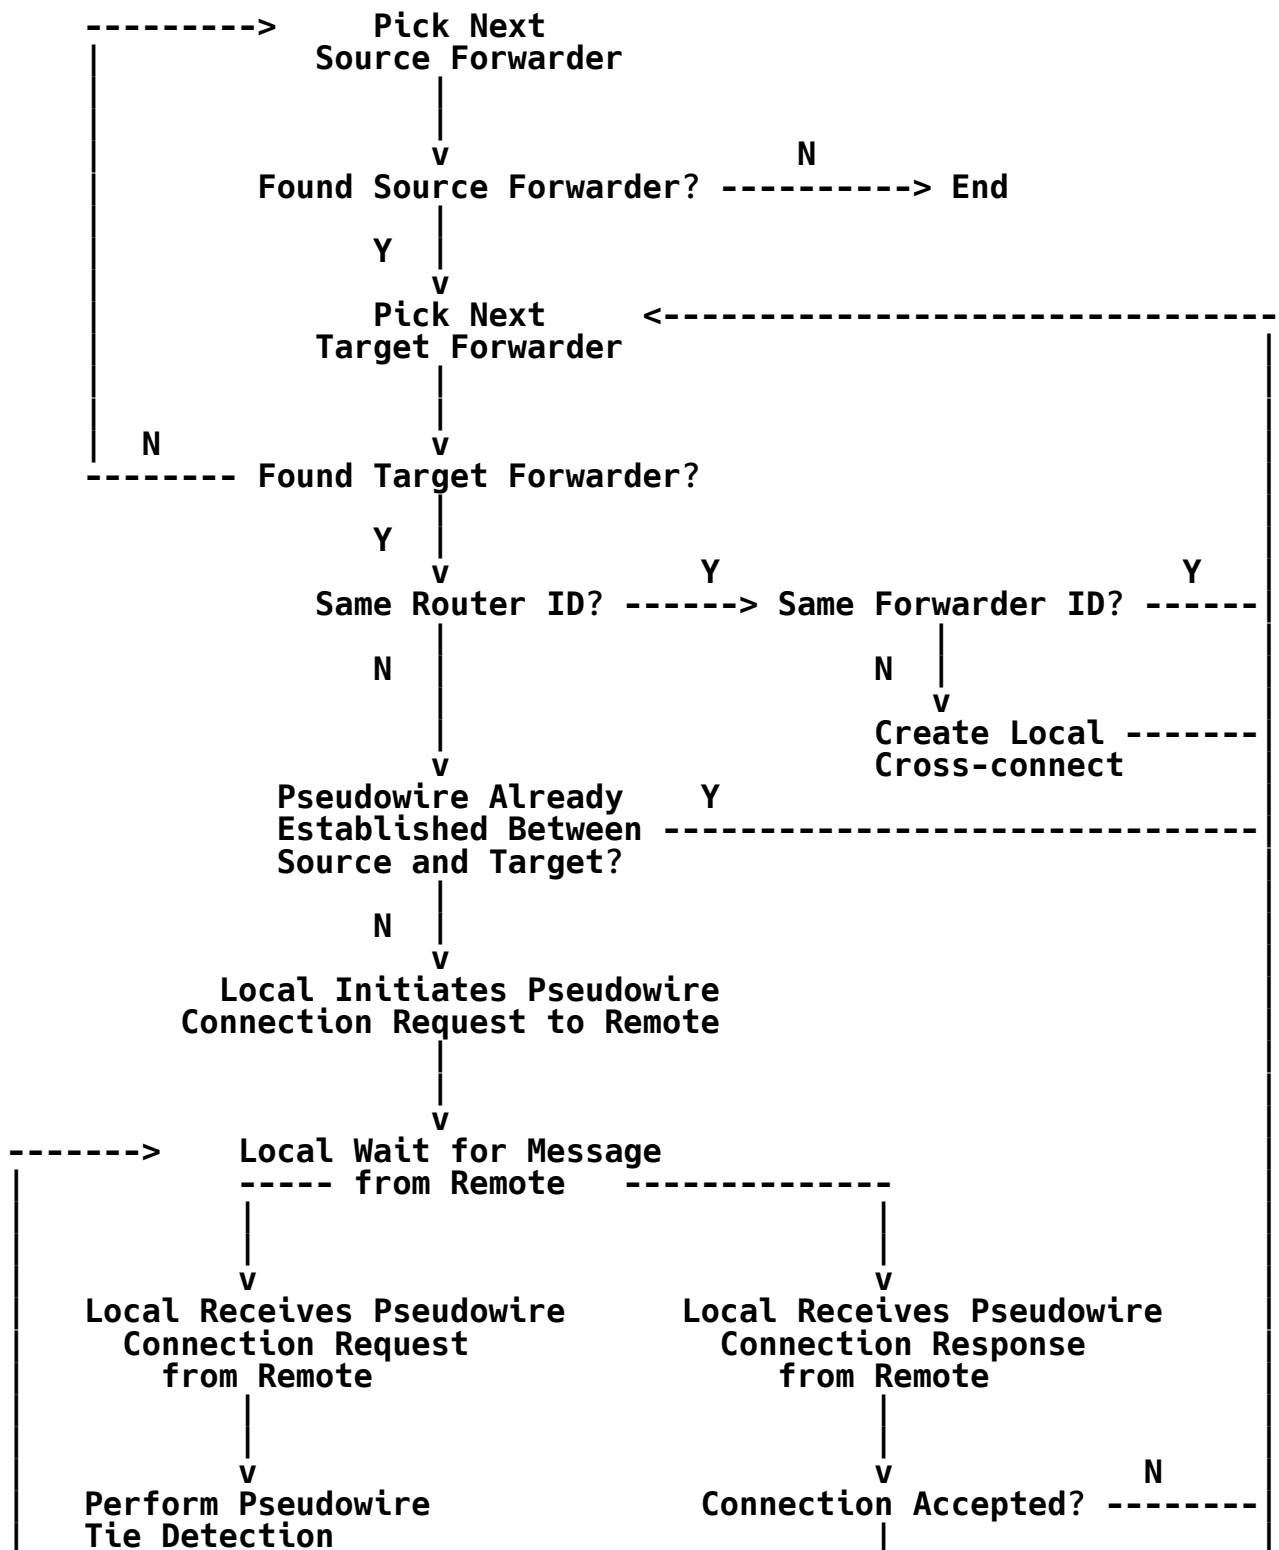 ---------> Pick Next
Source Forwarder
|
v N
Found Source Forwarder? ----------> End
Y |
v
Pick Next <--------------------------------
Target Forwarder
|
N v
-------- Found Target Forwarder?
Y |
v Y Y
Same Router ID? ------> Same Forwarder ID? ------
N | N |
v
Create Local -------
v Cross-connect
Pseudowire Already Y
Established Between -------------------------------
Source and Target?
N |
v
Local Initiates Pseudowire
Connection Request to Remote
|
v
-------> Local Wait for Message
----- from Remote --------------
| |
v v
Local Receives Pseudowire Local Receives Pseudowire
Connection Request Connection Response
from Remote from Remote
| |
v v N
Perform Pseudowire Connection Accepted? --------
Tie Detection |